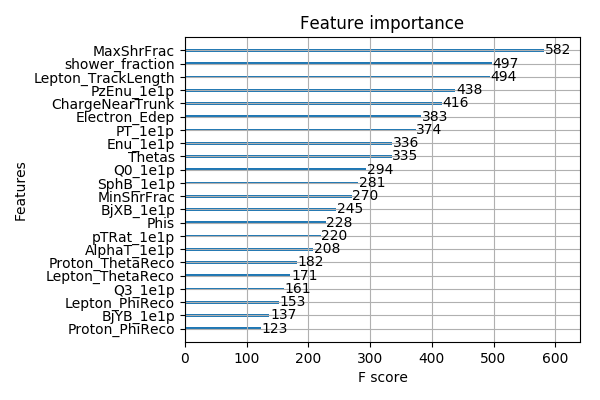 Feature importance
MaxShrFrac 582
shower_fraction 497
Lepton_TrackLength 494
PzEnu_1e1p 438
ChargeNearTrunk 416
Electron_Edep 383
PT_1e1p 374
Enu_1e1p 336
Thetas 335
Q0_1e1p 294
SphB_1e1p 281
MinShrFrac 270
BjXB_1e1p 245
Phis 228
pTRat_1e1p 220
AlphaT_1e1p 208
Proton_ThetaReco 182
Lepton_ThetaReco 171
Q3_1e1p 161
Lepton_PhiReco 153
BjYB_1e1p 137
Proton_PhiReco 123
Features
0 100 200 300 400 500 600
F score